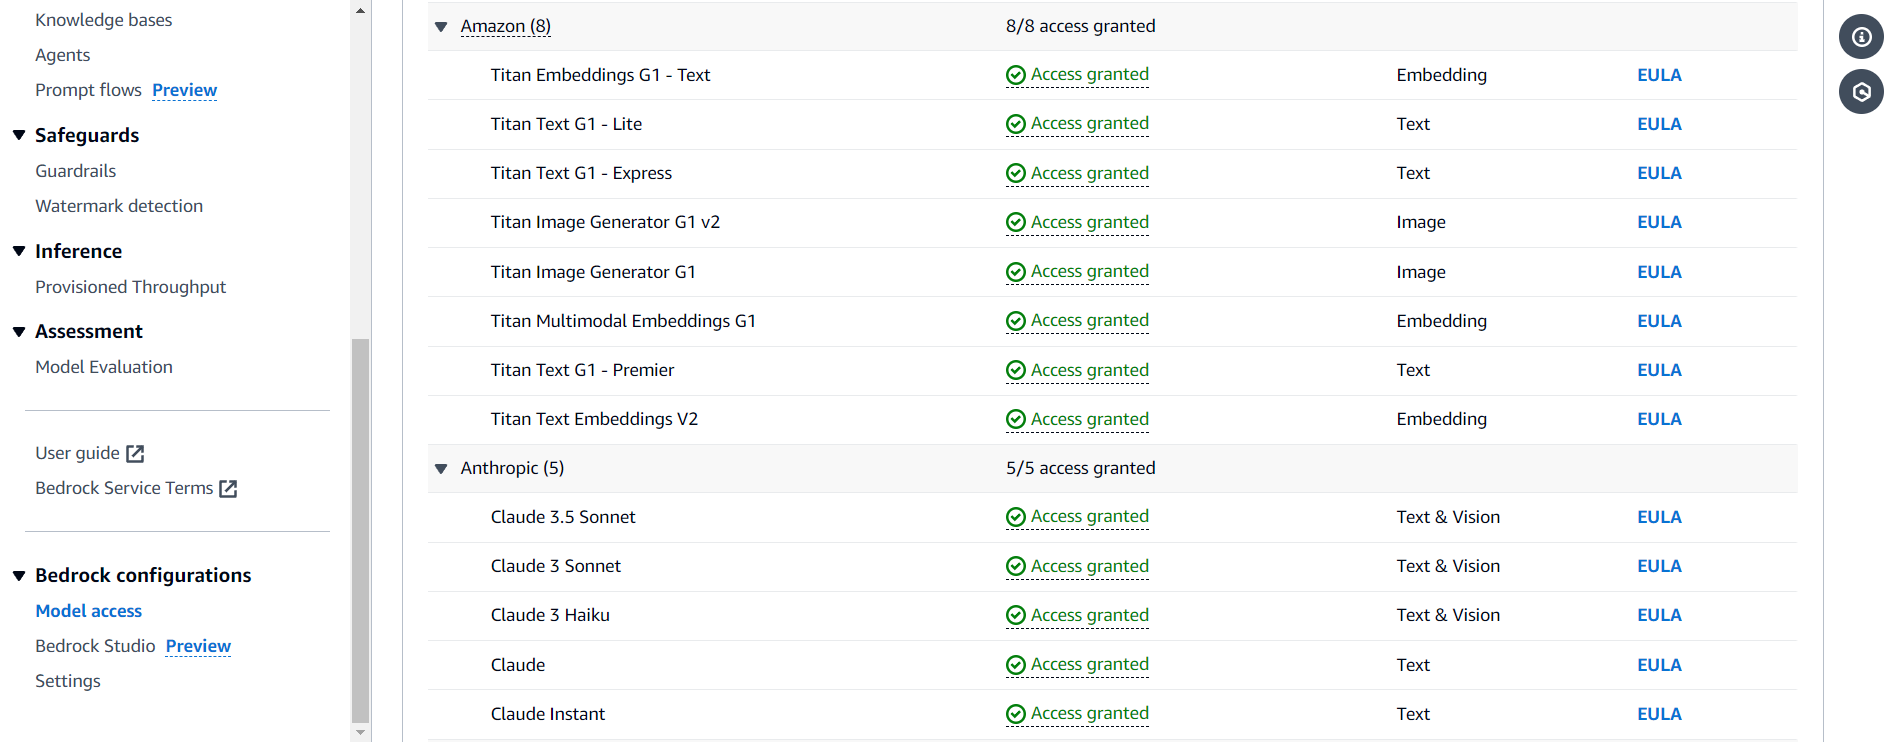 Knowledge bases
Agents
Prompt flows Preview
Safeguards
Guardrails
Watermark detection
Inference
Provisioned Throughput
Assessment
Model Evaluation
User guide
Bedrock Service Terms
Bedrock configurations
Model access
Bedrock Studio Preview
Settings
Amazon (8) 8/8 access granted
Titan Embeddings G1 - Text Access granted Embedding EULA
Titan Text G1 - Lite Access granted Text EULA
Titan Text G1 - Express Access granted Text EULA
Titan Image Generator G1 v2 Access granted Image EULA
Titan Image Generator G1 Access granted Image EULA
Titan Multimodal Embeddings G1 Access granted Embedding EULA
Titan Text G1 - Premier Access granted Text EULA
Titan Text Embeddings V2 Access granted Embedding EULA
Anthropic (5) 5/5 access granted
Claude 3.5 Sonnet Access granted Text & Vision EULA
Claude 3 Sonnet Access granted Text & Vision EULA
Claude 3 Haiku Access granted Text & Vision EULA
Claude Access granted Text EULA
Claude Instant Access granted Text EULA